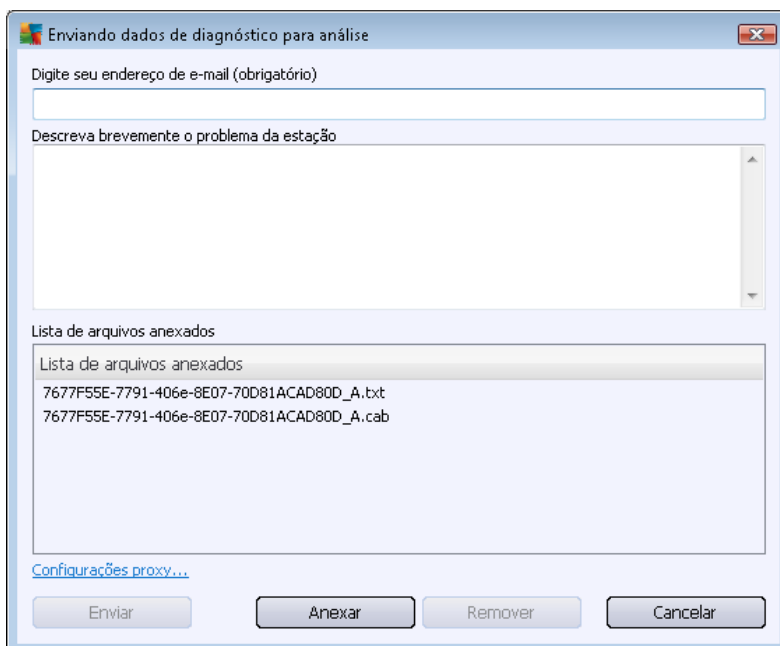 Enviando dados de diagnóstico para análise
Digite seu endereço de e-mail (obrigatório)
Descreva brevemente o problema da estação
Lista de arquivos anexados
Lista de arquivos anexados
7677F55E-7791-406e-8E07-70D81ACAD80D_A.txt
7677F55E-7791-406e-8E07-70D81ACAD80D_A.cab
Configurações proxy...
Enviar Anexar Remover Cancelar